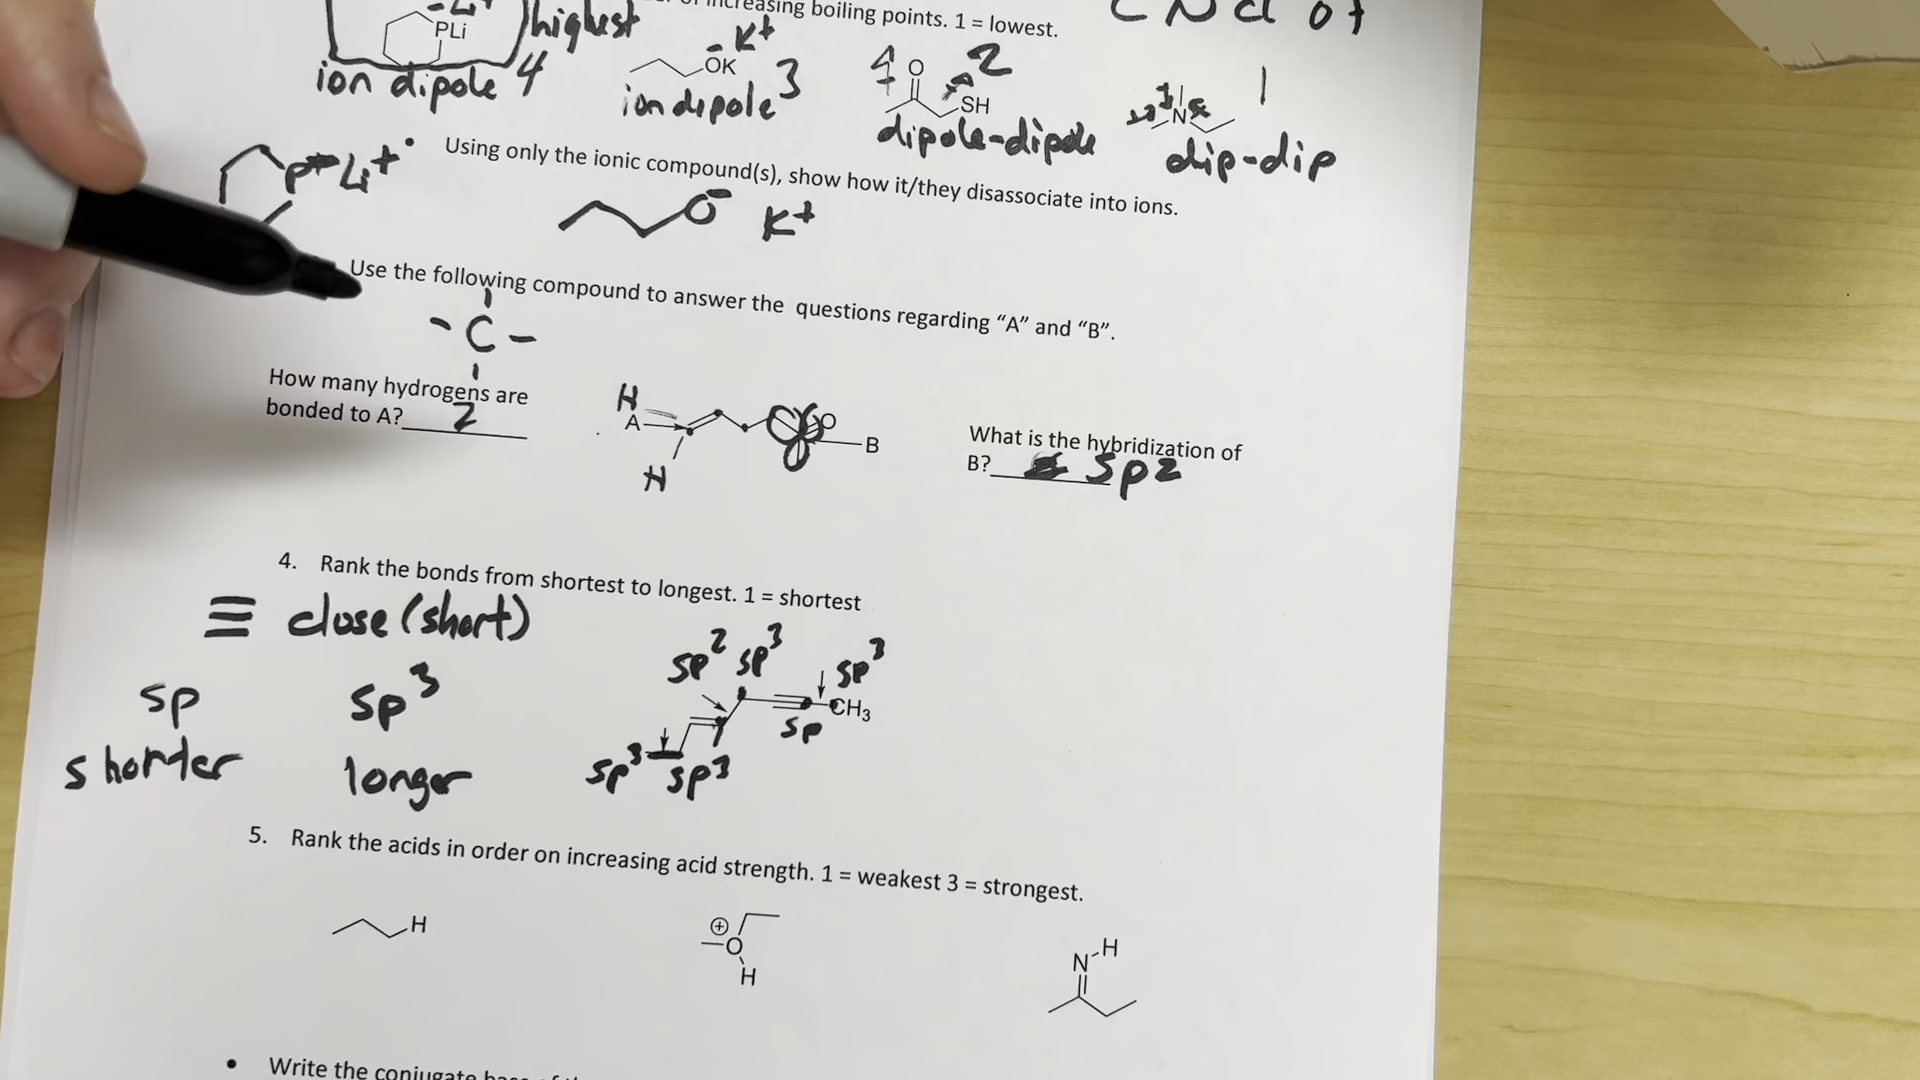 increasing boiling points. 1 = lowest.
PLi
highest
ion dipole 4
K+
OK
ion dipole 3
O
SH
2
dipole-dipole
N
1
dip-dip
Using only the ionic compound(s), show how it/they disassociate into ions.
P Li+
O K+
Use the following compound to answer the questions regarding “A” and “B”.
C
How many hydrogens are
bonded to A? 2
H
A
H
O
B
What is the hybridization of
B? sp2
4. Rank the bonds from shortest to longest. 1 = shortest
≡ close (short)
sp sp3
shorter longer
sp2 sp3 sp3
CH3
sp
sp3 sp3
5. Rank the acids in order on increasing acid strength. 1 = weakest 3 = strongest.
H
⊕
O
H
N-H
• Write the conjugate